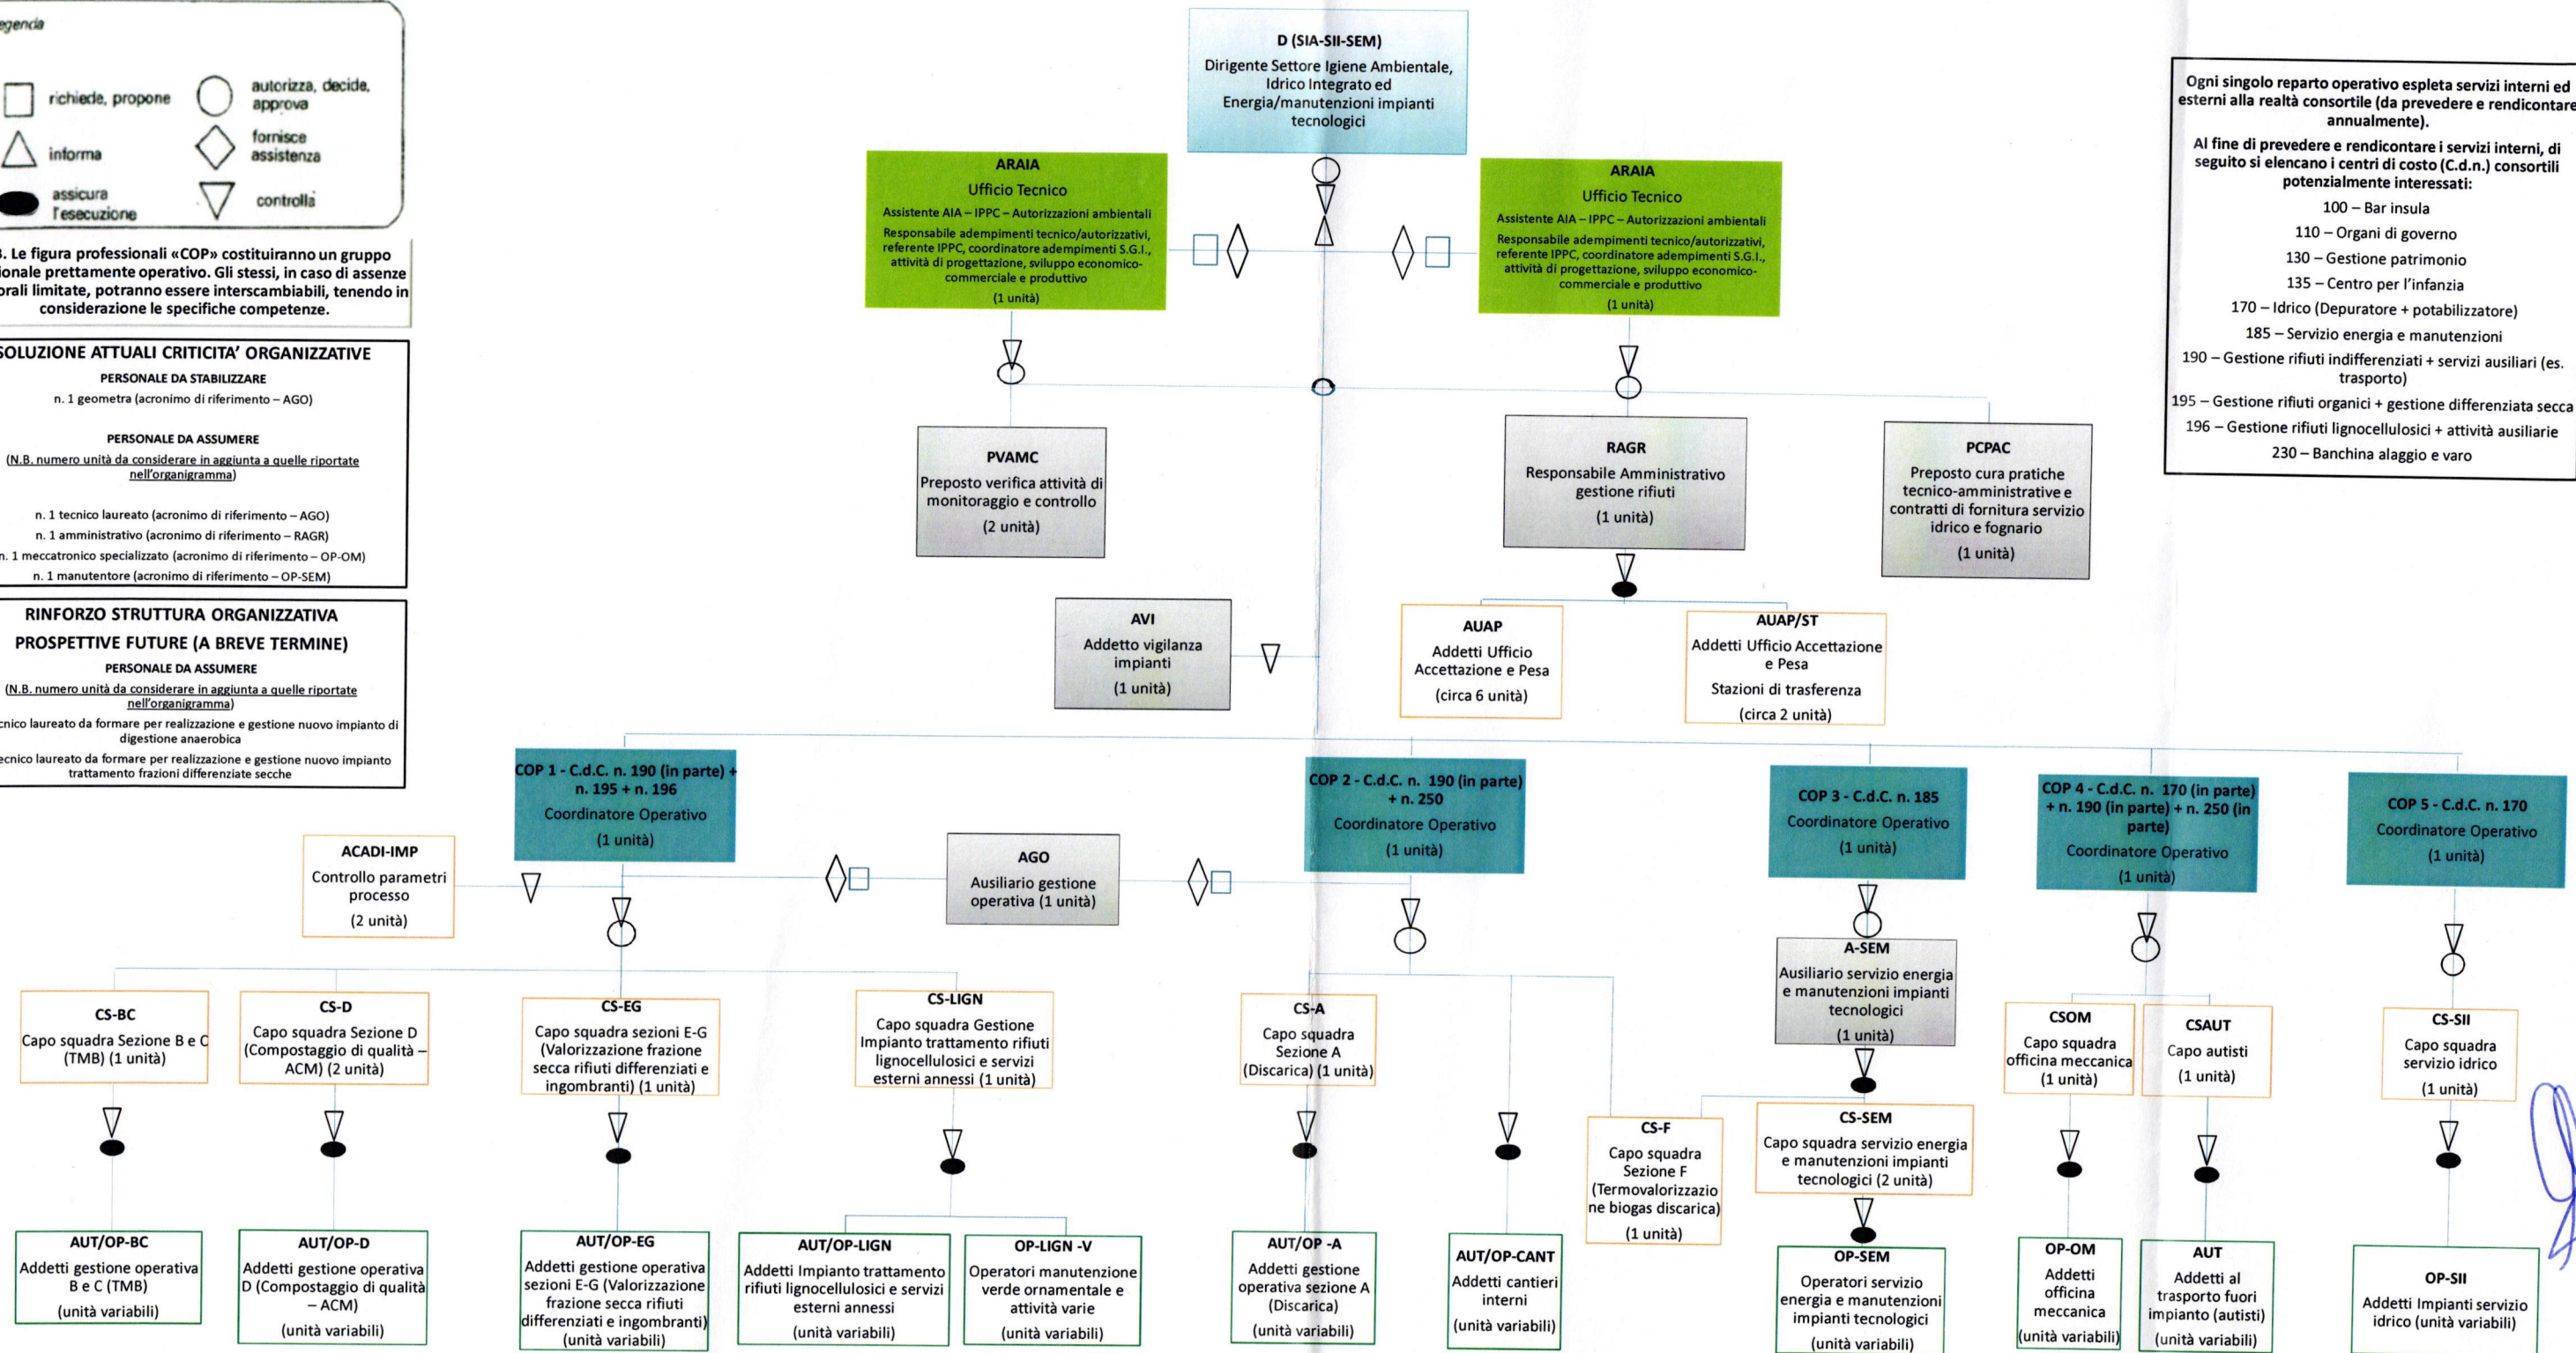 richiede, propone
autorizza, decide,
approva
informa
fornisce
assistenza
assicura
l'esecuzione
controlla
Le figura professionali «COP» costituiranno un gruppo
prettamente operativo. Gli stessi, in caso di assenze
limitate, potranno essere interscambiabili, tenendo in
considerazione le specifiche competenze.
ATTUALI CRITICITA' ORGANIZZATIVE
PERSONALE DA STABILIZZARE
n. 1 geometra (acronimo di riferimento – AGO)
PERSONALE DA ASSUMERE
(N.B. numero unità da considerare in aggiunta a quelle riportate
nell'organigramma)
n. 1 tecnico laureato (acronimo di riferimento – AGO)
n. 1 amministrativo (acronimo di riferimento – RAGR)
n. 1 meccatronico specializzato (acronimo di riferimento – OP-OM)
n. 1 manutentore (acronimo di riferimento – OP-SEM)
RINFORZO STRUTTURA ORGANIZZATIVA
PROSPETTIVE FUTURE (A BREVE TERMINE)
PERSONALE DA ASSUMERE
(N.B. numero unità da considerare in aggiunta a quelle riportate
nell'organigramma)
laureato da formare per realizzazione e gestione nuovo impianto di
digestione anaerobica
laureato da formare per realizzazione e gestione nuovo impianto
trattamento frazioni differenziate secche
D (SIA-SII-SEM)
Dirigente Settore Igiene Ambientale,
Idrico Integrato ed
Energia/manutenzioni impianti
tecnologici
ARAIA
Ufficio Tecnico
Assistente AIA – IPPC – Autorizzazioni ambientali
Responsabile adempimenti tecnico/autorizzativi,
referente IPPC, coordinatore adempimenti S.G.I.,
attività di progettazione, sviluppo economico-
commerciale e produttivo
(1 unità)
ARAIA
Ufficio Tecnico
Assistente AIA – IPPC – Autorizzazioni ambientali
Responsabile adempimenti tecnico/autorizzativi,
referente IPPC, coordinatore adempimenti S.G.I.,
attività di progettazione, sviluppo economico-
commerciale e produttivo
(1 unità)
Ogni singolo reparto operativo espleta servizi interni ed
esterni alla realtà consortile (da prevedere e rendicontare
annualmente).
Al fine di prevedere e rendicontare i servizi interni, di
seguito si elencano i centri di costo (C.d.n.) consortili
potenzialmente interessati:
100 – Bar insula
110 – Organi di governo
130 – Gestione patrimonio
135 – Centro per l'infanzia
170 – Idrico (Depuratore + potabilizzatore)
185 – Servizio energia e manutenzioni
190 – Gestione rifiuti indifferenziati + servizi ausiliari (es.
trasporto)
195 – Gestione rifiuti organici + gestione differenziata secca
196 – Gestione rifiuti lignocellulosici + attività ausiliarie
230 – Banchina alaggio e varo
PVAMC
Preposto verifica attività di
monitoraggio e controllo
(2 unità)
RAGR
Responsabile Amministrativo
gestione rifiuti
(1 unità)
PCPAC
Preposto cura pratiche
tecnico-amministrative e
contratti di fornitura servizio
idrico e fognario
(1 unità)
AVI
Addetto vigilanza
impianti
(1 unità)
AUAP
Addetti Ufficio
Accettazione e Pesa
(circa 6 unità)
AUAP/ST
Addetti Ufficio Accettazione
e Pesa
Stazioni di trasferenza
(circa 2 unità)
COP 1 - C.d.C. n. 190 (in parte) +
n. 195 + n. 196
Coordinatore Operativo
(1 unità)
COP 2 - C.d.C. n. 190 (in parte)
+ n. 250
Coordinatore Operativo
(1 unità)
COP 3 - C.d.C. n. 185
Coordinatore Operativo
(1 unità)
COP 4 - C.d.C. n. 170 (in parte)
+ n. 190 (in parte) + n. 250 (in
parte)
Coordinatore Operativo
(1 unità)
COP 5 - C.d.C. n. 170
Coordinatore Operativo
(1 unità)
ACADI-IMP
Controllo parametri
processo
(2 unità)
AGO
Ausiliario gestione
operativa (1 unità)
A-SEM
Ausiliario servizio energia
e manutenzioni impianti
tecnologici
(1 unità)
CS-BC
Capo squadra Sezione B e C
(TMB) (1 unità)
CS-D
Capo squadra Sezione D
(Compostaggio di qualità –
ACM) (2 unità)
CS-EG
Capo squadra sezioni E-G
(Valorizzazione frazione
secca rifiuti differenziati e
ingombranti) (1 unità)
CS-LIGN
Capo squadra Gestione
Impianto trattamento rifiuti
lignocellulosici e servizi
esterni annessi (1 unità)
CS-A
Capo squadra
Sezione A
(Discarica) (1 unità)
CSOM
Capo squadra
officina meccanica
(1 unità)
CSAUT
Capo autisti
(1 unità)
CS-SII
Capo squadra
servizio idrico
(1 unità)
CS-F
Capo squadra
Sezione F
(Termovalorizzazio
ne biogas discarica)
(1 unità)
CS-SEM
Capo squadra servizio energia
e manutenzioni impianti
tecnologici (2 unità)
AUT/OP-BC
Addetti gestione operativa
B e C (TMB)
(unità variabili)
AUT/OP-D
Addetti gestione operativa
D (Compostaggio di qualità
– ACM)
(unità variabili)
AUT/OP-EG
Addetti gestione operativa
sezioni E-G (Valorizzazione
frazione secca rifiuti
differenziati e ingombranti)
(unità variabili)
AUT/OP-LIGN
Addetti Impianto trattamento
rifiuti lignocellulosici e servizi
esterni annessi
(unità variabili)
OP-LIGN -V
Operatori manutenzione
verde ornamentale e
attività varie
(unità variabili)
AUT/OP -A
Addetti gestione
operativa sezione A
(Discarica)
(unità variabili)
AUT/OP-CANT
Addetti cantieri
interni
(unità variabili)
OP-SEM
Operatori servizio
energia e manutenzioni
impianti tecnologici
(unità variabili)
OP-OM
Addetti
officina
meccanica
(unità variabili)
AUT
Addetti al
trasporto fuori
impianto (autisti)
(unità variabili)
OP-SII
Addetti Impianti servizio
idrico (unità variabili)